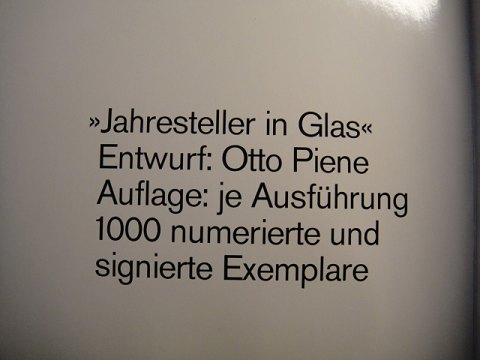 »Jahresteller in Glas«
Entwurf: Otto Piene
Auflage: je Ausführung
1000 numerierte und
signierte Exemplare